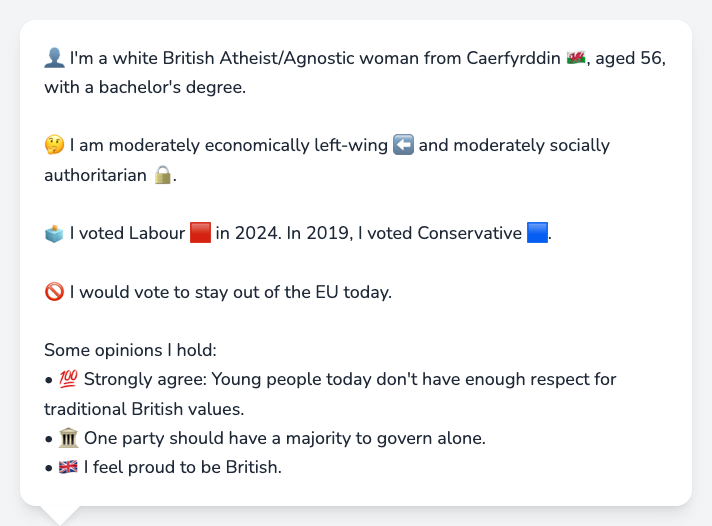 👤 I'm a white British Atheist/Agnostic woman from Caerfyrddin 🏴󠁧󠁢󠁷󠁬󠁳󠁿, aged 56,
with a bachelor's degree.
🤔 I am moderately economically left-wing ⬅️ and moderately socially
authoritarian 🔒.
🗳️ I voted Labour 🟥 in 2024. In 2019, I voted Conservative 🟦.
🚫 I would vote to stay out of the EU today.
Some opinions I hold:
• 💯 Strongly agree: Young people today don't have enough respect for
traditional British values.
• 🏛️ One party should have a majority to govern alone.
• 🇬🇧 I feel proud to be British.